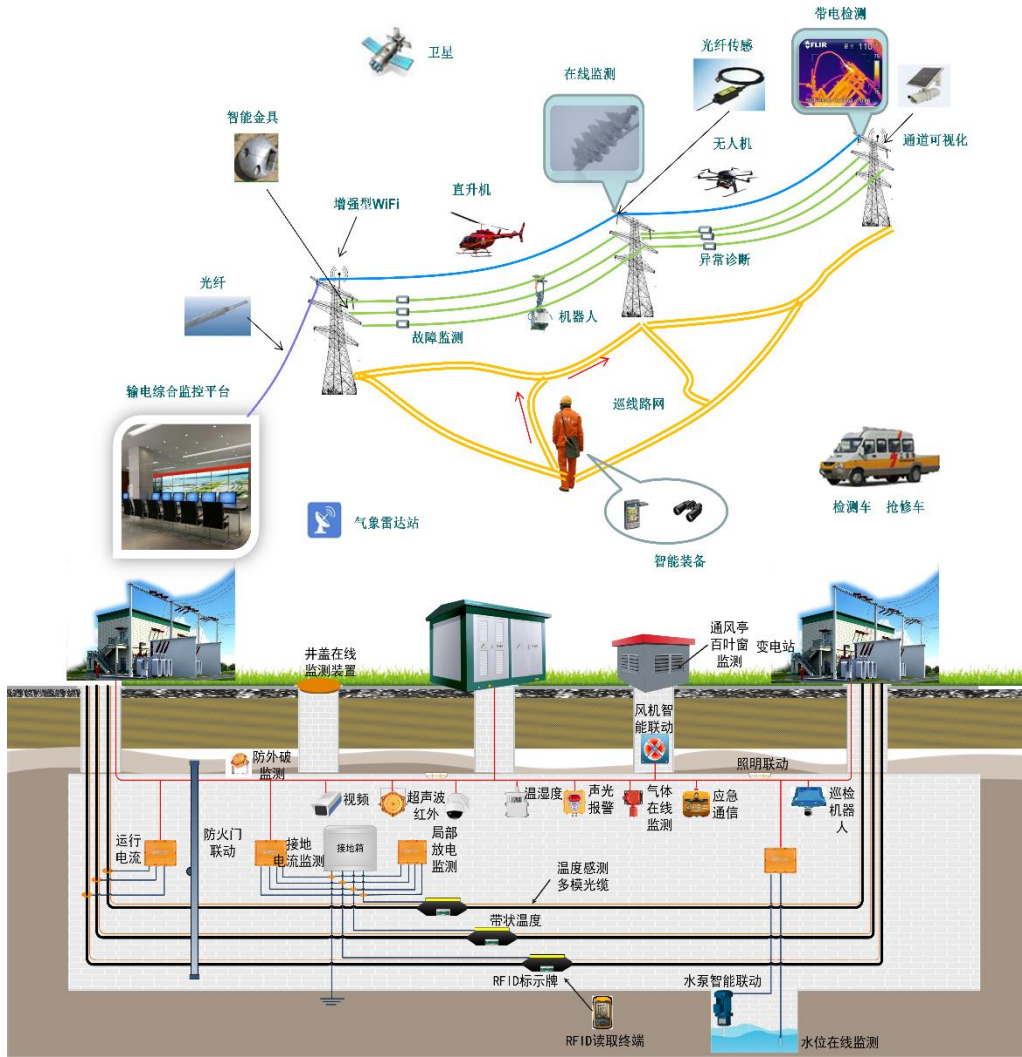 带电检测
FLIR
卫星
光纤传感
在线监测
智能金具
无人机
通道可视化
增强型WiFi
直升机
异常诊断
光纤
机器人
故障监测
输电综合监控平台
巡线路网
检测车 抢修车
气象雷达站
智能装备
通风亭
百叶窗
监测
变电站
井盖在线
监测装置
风机智
能联动
防外破
监测
照明联动
视频
超声波
红外
温湿度
声光
报警
气体
在线
监测
应急
通信
巡检
机器
人
运行
电流
防火门
联动
接地
电流监测
接地箱
局部
放电
监测
温度感测
多模光缆
带状温度
RFID标示牌
水泵智能联动
RFID读取终端
水位在线监测